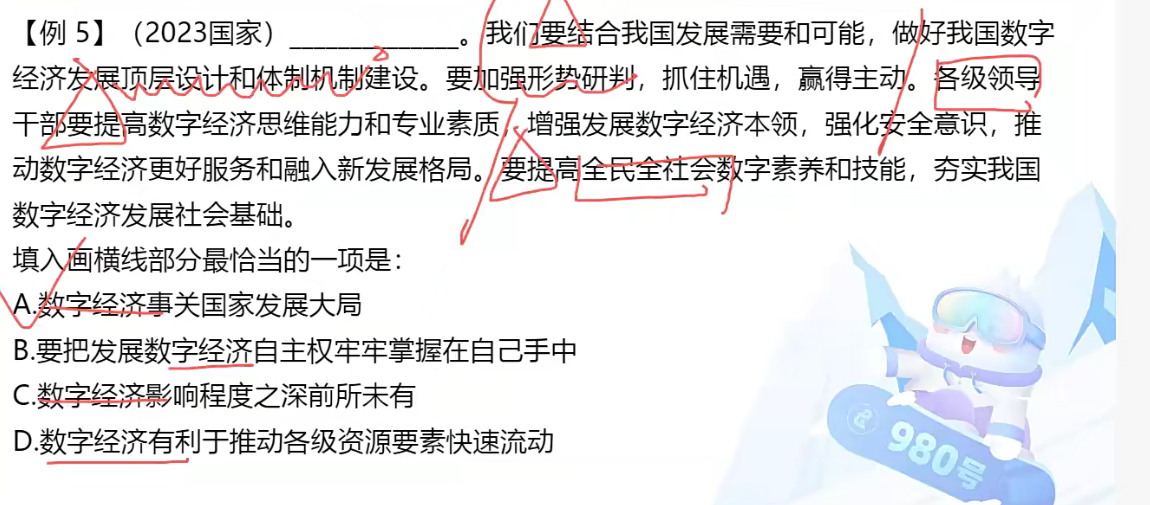 【例 5】（2023国家）______________。我们要结合我国发展需要和可能，做好我国数字
经济发展顶层设计和体制机制建设。要加强形势研判，抓住机遇，赢得主动。各级领导
干部要提高数字经济思维能力和专业素质，增强发展数字经济本领，强化安全意识，推
动数字经济更好服务和融入新发展格局。要提高全民全社会数字素养和技能，夯实我国
数字经济发展社会基础。
填入画横线部分最恰当的一项是：
A.数字经济事关国家发展大局
B.要把发展数字经济自主权牢牢掌握在自己手中
C.数字经济影响程度之深前所未有
D.数字经济有利于推动各级资源要素快速流动
980号